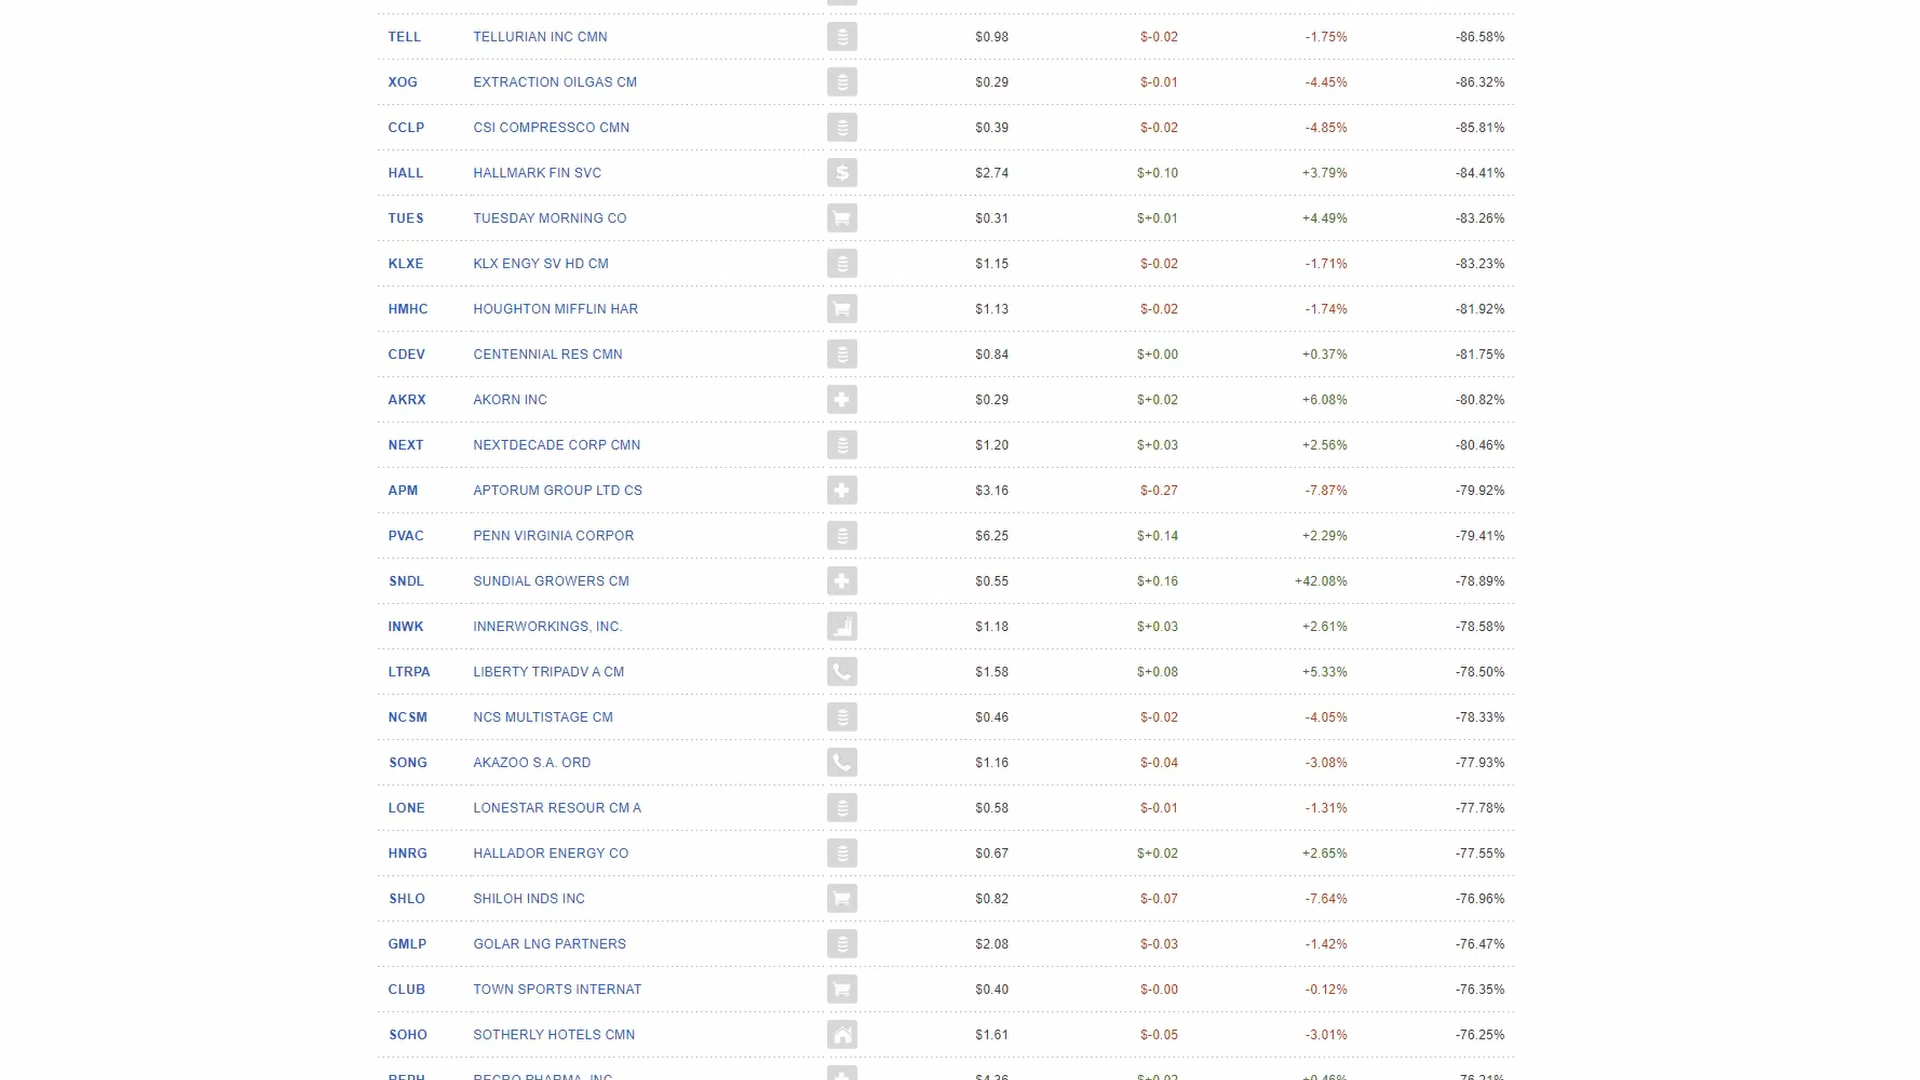 TELL TELLURIAN INC CMN $0.98 $-0.02 -1.75% -86.58%
XOG EXTRACTION OILGAS CM $0.29 $-0.01 -4.45% -86.32%
CCLP CSI COMPRESSCO CMN $0.39 $-0.02 -4.85% -85.81%
HALL HALLMARK FIN SVC $ $2.74 $+0.10 +3.79% -84.41%
TUES TUESDAY MORNING CO $0.31 $+0.01 +4.49% -83.26%
KLXE KLX ENGY SV HD CM $1.15 $-0.02 -1.71% -83.23%
HMHC HOUGHTON MIFFLIN HAR $1.13 $-0.02 -1.74% -81.92%
CDEV CENTENNIAL RES CMN $0.84 $+0.00 +0.37% -81.75%
AKRX AKORN INC $0.29 $+0.02 +6.08% -80.82%
NEXT NEXTDECADE CORP CMN $1.20 $+0.03 +2.56% -80.46%
APM APTORUM GROUP LTD CS $3.16 $-0.27 -7.87% -79.92%
PVAC PENN VIRGINIA CORPOR $6.25 $+0.14 +2.29% -79.41%
SNDL SUNDIAL GROWERS CM $0.55 $+0.16 +42.08% -78.89%
INWK INNERWORKINGS, INC. $1.18 $+0.03 +2.61% -78.58%
LTRPA LIBERTY TRIPADV A CM $1.58 $+0.08 +5.33% -78.50%
NCSM NCS MULTISTAGE CM $0.46 $-0.02 -4.05% -78.33%
SONG AKAZOO S.A. ORD $1.16 $-0.04 -3.08% -77.93%
LONE LONESTAR RESOUR CM A $0.58 $-0.01 -1.31% -77.78%
HNRG HALLADOR ENERGY CO $0.67 $+0.02 +2.65% -77.55%
SHLO SHILOH INDS INC $0.82 $-0.07 -7.64% -76.96%
GMLP GOLAR LNG PARTNERS $2.08 $-0.03 -1.42% -76.47%
CLUB TOWN SPORTS INTERNAT $0.40 $-0.00 -0.12% -76.35%
SOHO SOTHERLY HOTELS CMN $1.61 $-0.05 -3.01% -76.25%